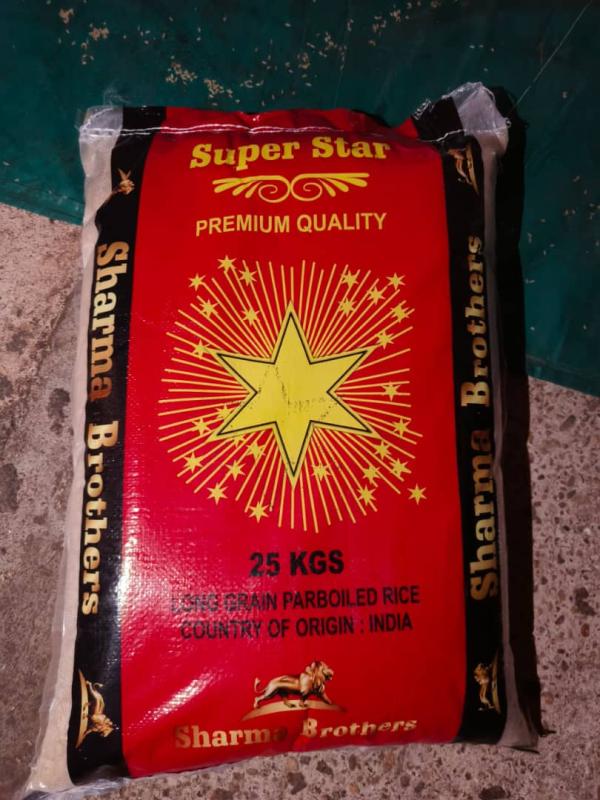 Super Star
PREMIUM QUALITY
Sharma Brothers
Sharma Brothers
25 KGS
LONG GRAIN PARBOILED RICE
COUNTRY OF ORIGIN : INDIA
Sharma Brothers